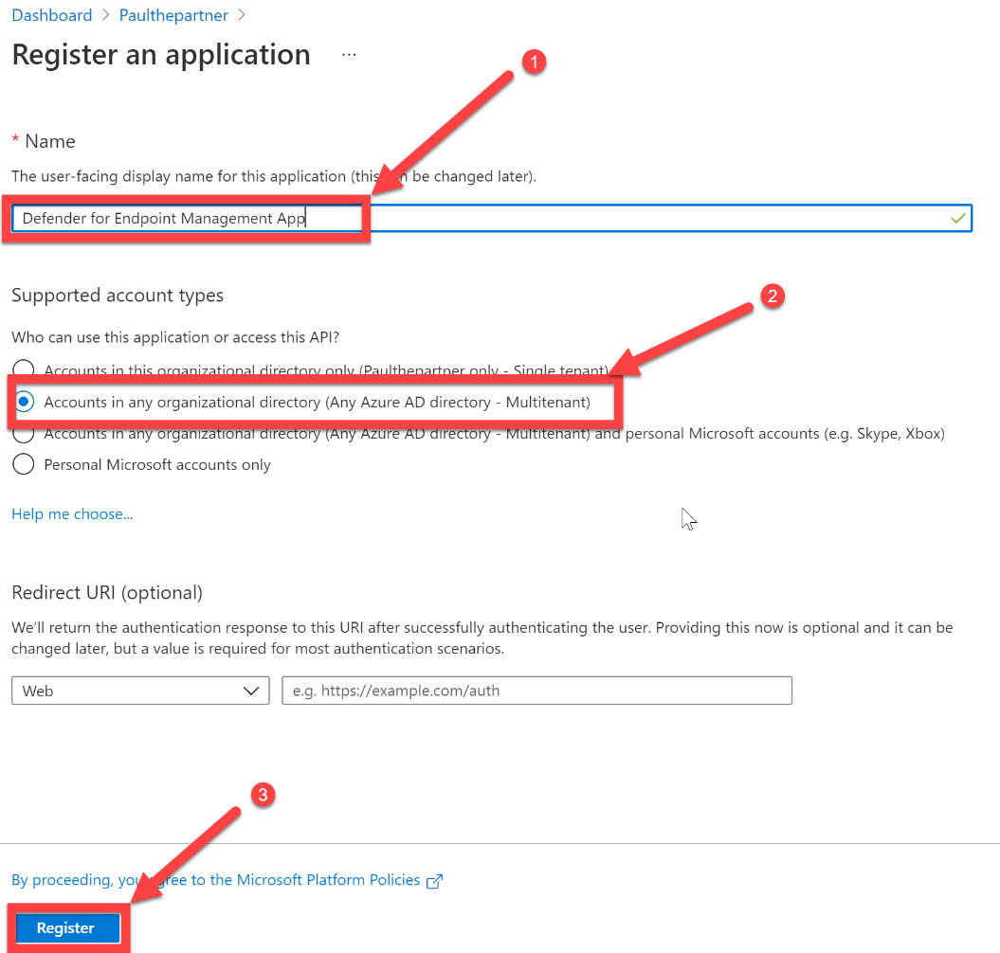 Dashboard > Paulthepartner >
Register an application ...
1
* Name
The user-facing display name for this application (this can be changed later).
Defender for Endpoint Management App
Supported account types
2
Who can use this application or access this API?
Accounts in this organizational directory only (Paulthepartner only - Single tenant)
Accounts in any organizational directory (Any Azure AD directory - Multitenant)
Accounts in any organizational directory (Any Azure AD directory - Multitenant) and personal Microsoft accounts (e.g. Skype, Xbox)
Personal Microsoft accounts only
Help me choose...
Redirect URI (optional)
We'll return the authentication response to this URI after successfully authenticating the user. Providing this now is optional and it can be
changed later, but a value is required for most authentication scenarios.
Web e.g. https://example.com/auth
3
By proceeding, you agree to the Microsoft Platform Policies
Register